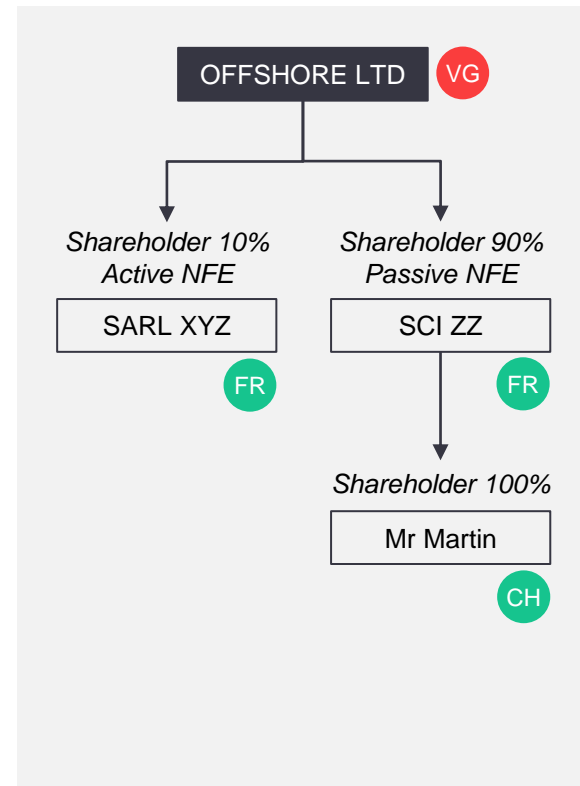 OFFSHORE LTD
VG
Shareholder 10%
Active NFE
SARL XYZ
FR
Shareholder 90%
Passive NFE
SCI ZZ
FR
Shareholder 100%
Mr Martin
CH